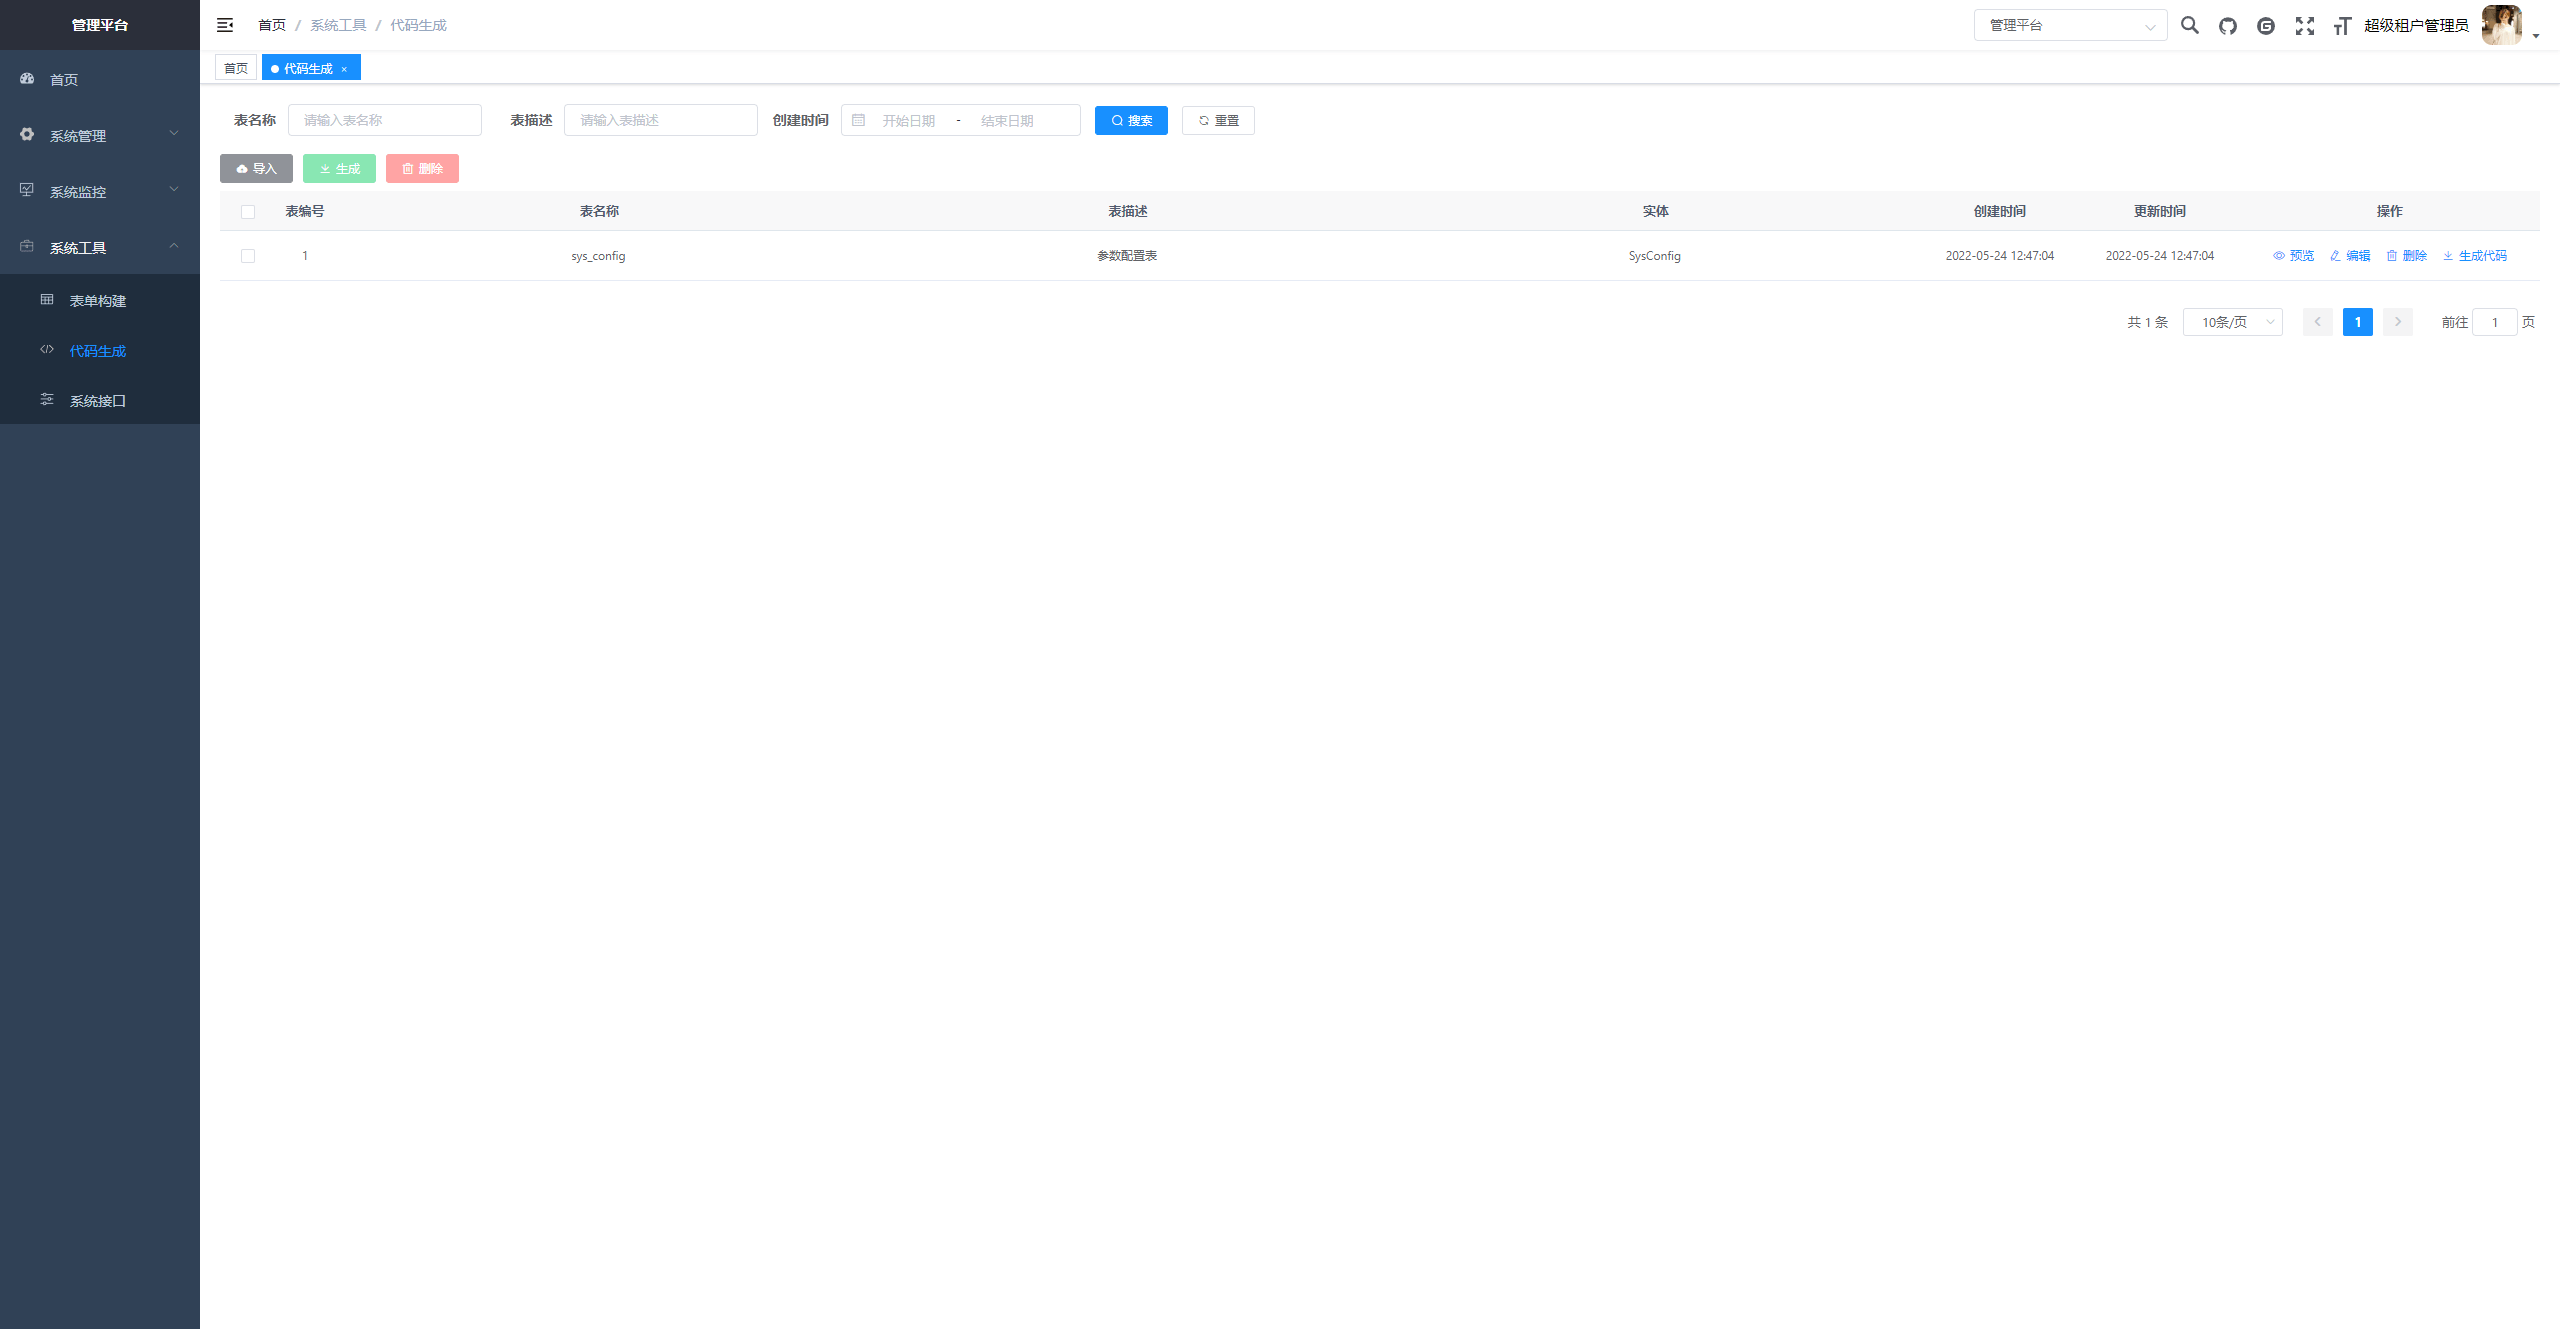 管理平台
首页 / 系统工具 / 代码生成
管理平台
超级租户管理员
首页
系统管理
系统监控
系统工具
表单构建
代码生成
系统接口
首页
代码生成 ×
表名称 请输入表名称 表描述 请输入表描述 创建时间 开始日期 - 结束日期 搜索 重置
导入 生成 删除
表编号 表名称 表描述 实体 创建时间 更新时间 操作
1 sys_config 参数配置表 SysConfig 2022-05-24 12:47:04 2022-05-24 12:47:04 预览 编辑 删除 生成代码
共 1 条 10条/页 1 前往 1 页